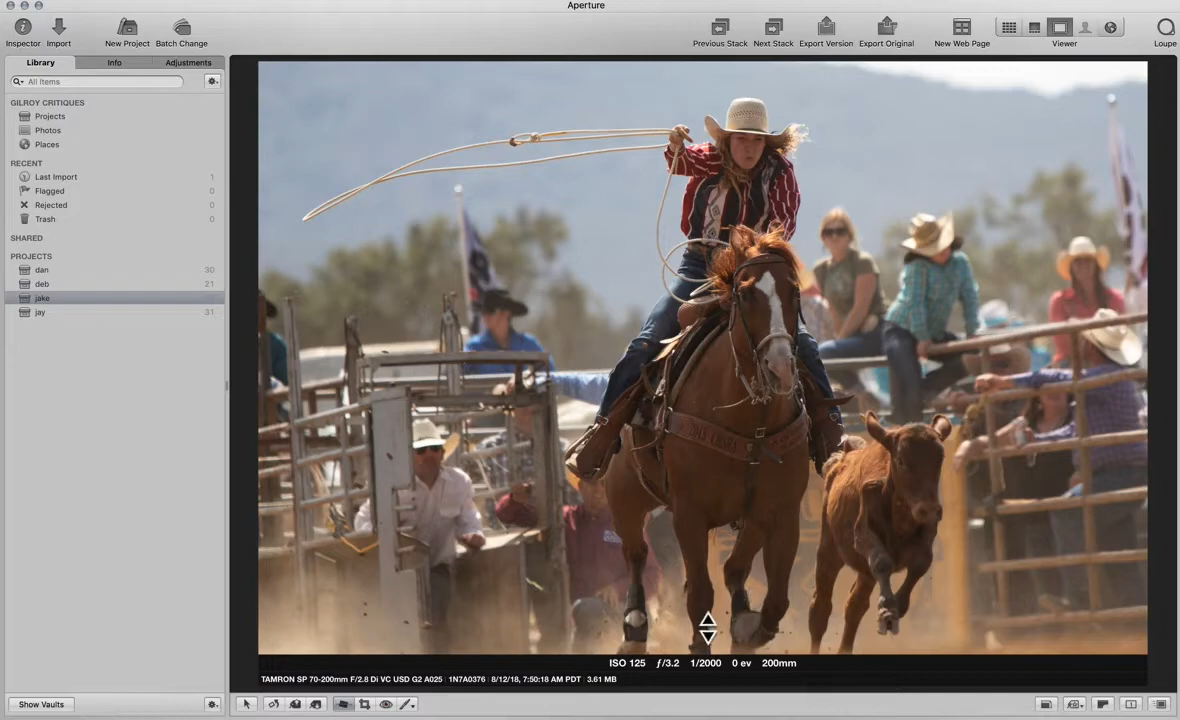 Aperture
Inspector
Import
New Project
Batch Change
Previous Stack
Next Stack
Export Version
Export Original
New Web Page
Viewer
Loupe
Library
Info
Adjustments
All Items
GILROY CRITIQUES
Projects
Photos
Places
RECENT
Last Import 1
Flagged 0
Rejected 0
Trash 0
SHARED
PROJECTS
dan 30
deb 21
jake
jay 31
ISO 125 ƒ/3.2 1/2000 0 ev 200mm
TAMRON SP 70-200mm F/2.8 Di VC USD G2 A025 | 1N7A0376 | 8/12/18, 7:50:18 AM PDT | 3.61 MB
Show Vaults